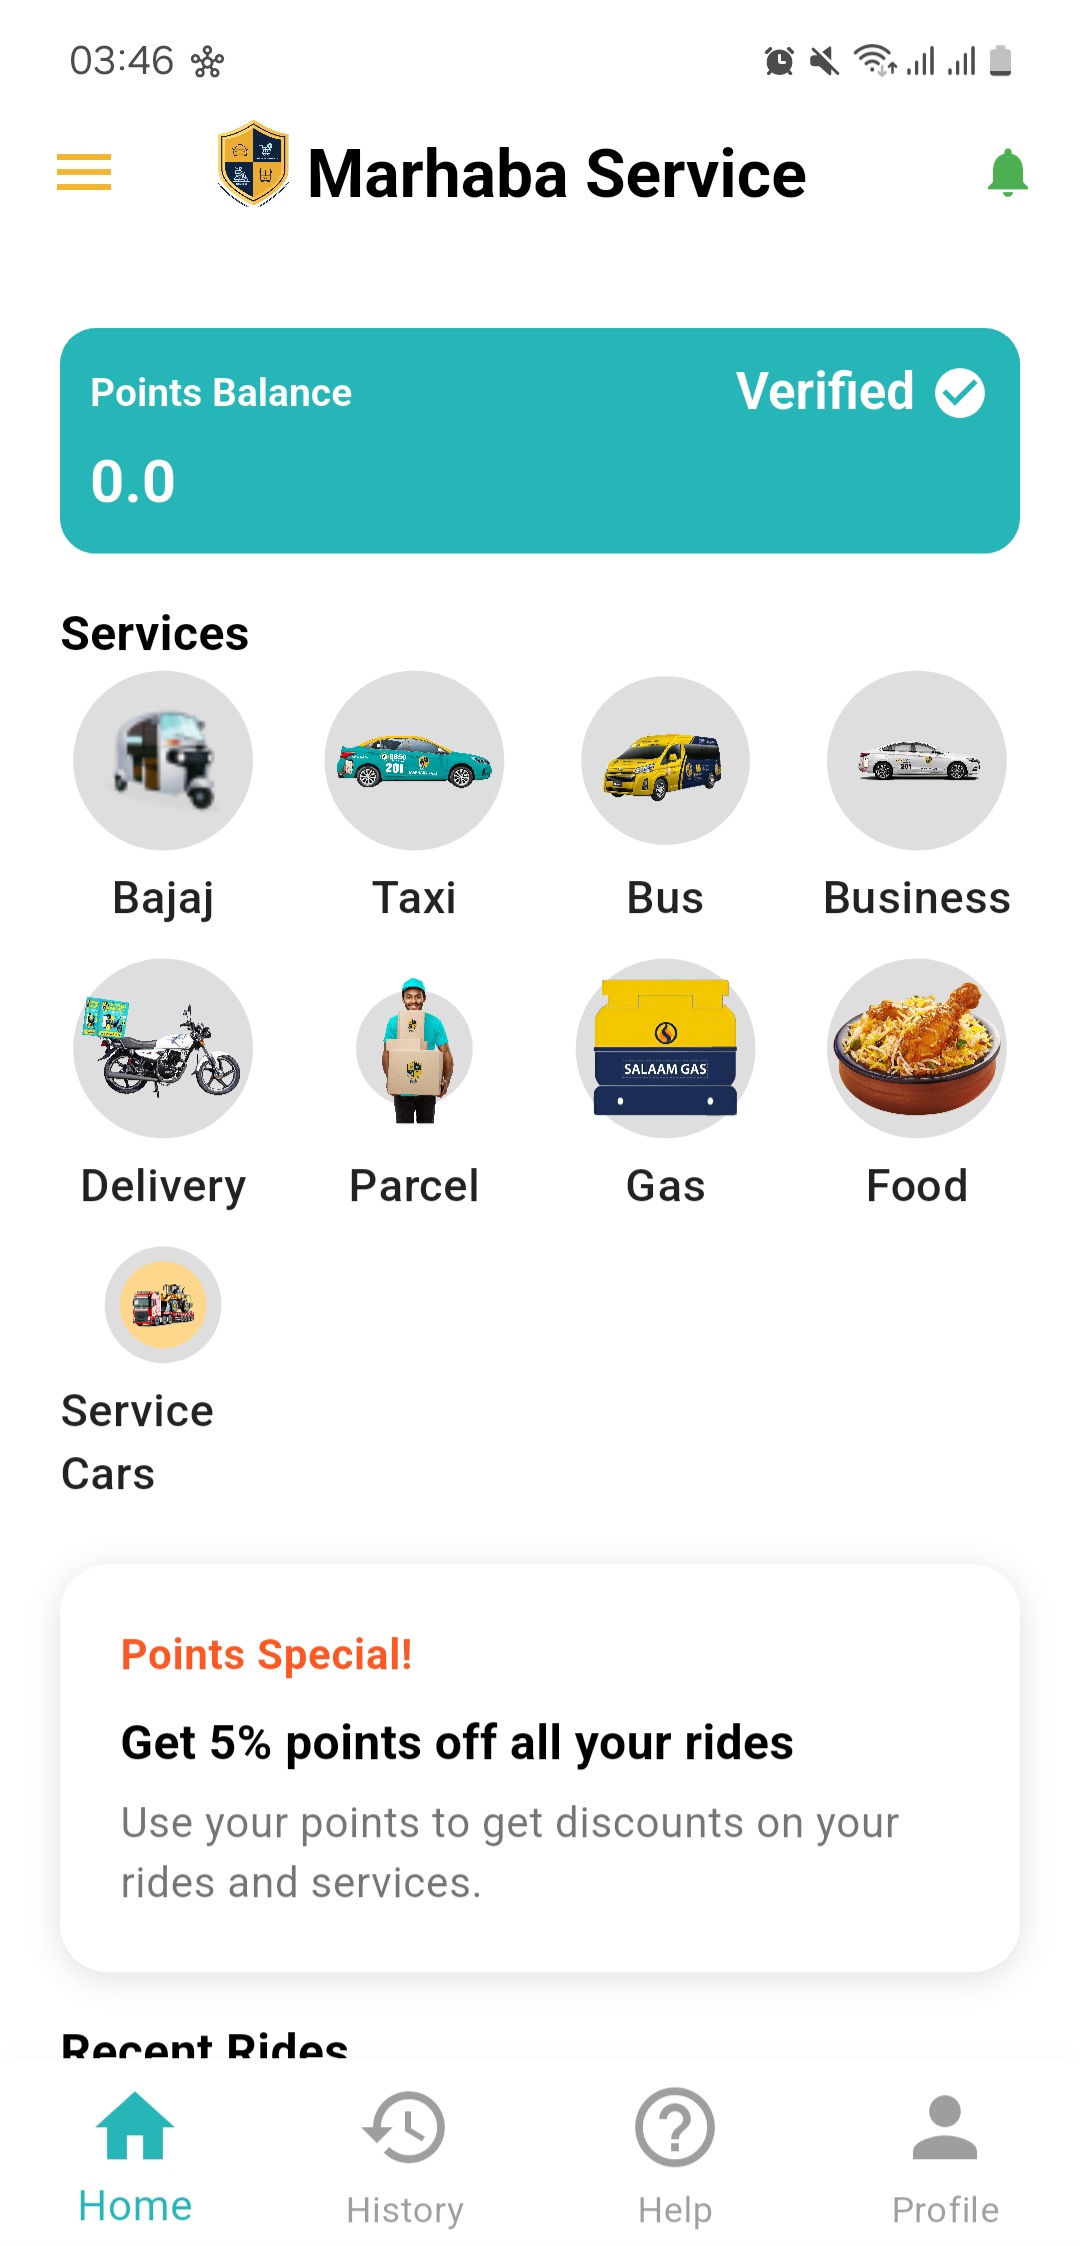 03:46
Marhaba Service
Points Balance
Verified
0.0
Services
201
201
Bajaj
Taxi
Bus
Business
SALAAM GAS
Delivery
Parcel
Gas
Food
Service
Cars
Points Special!
Get 5% points off all your rides
Use your points to get discounts on your
rides and services.
Recent Rides
Home
History
Help
Profile